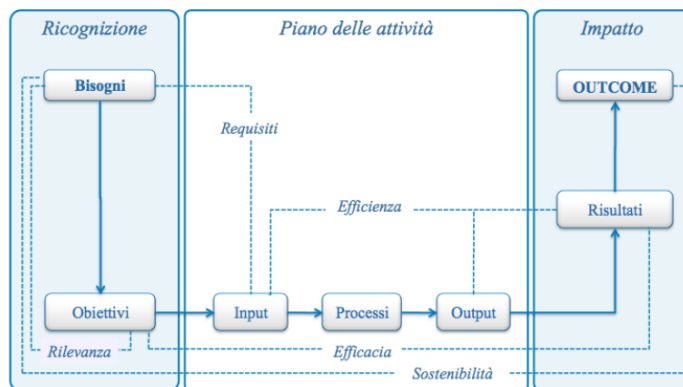 Ricognizione
Piano delle attività
Impatto
Bisogni
OUTCOME
Requisiti
Efficienza
Risultati
Obiettivi
Input
Processi
Output
Rilevanza
Efficacia
Sostenibilità